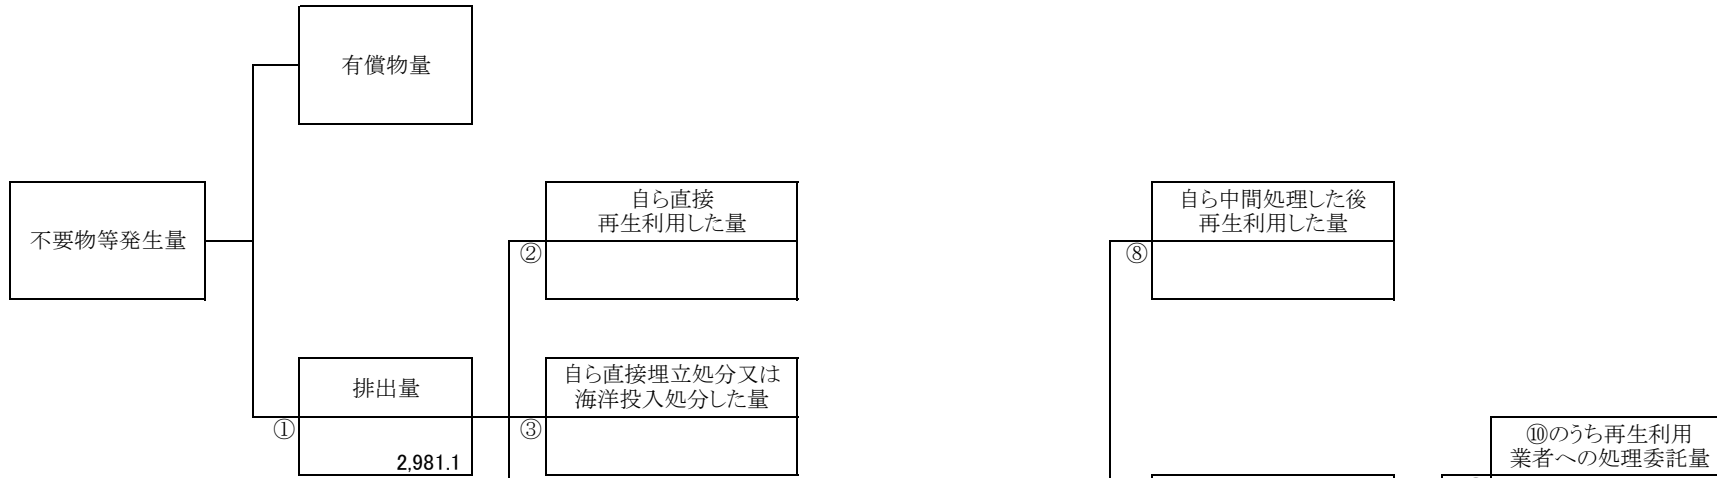 有償物量
不要物等発生量
自ら直接
再生利用した量
②
自ら中間処理した後
再生利用した量
⑧
排出量
①
2,981.1
自ら直接埋立処分又は
海洋投入処分した量
③
⑩のうち再生利用
業者への処理委託量